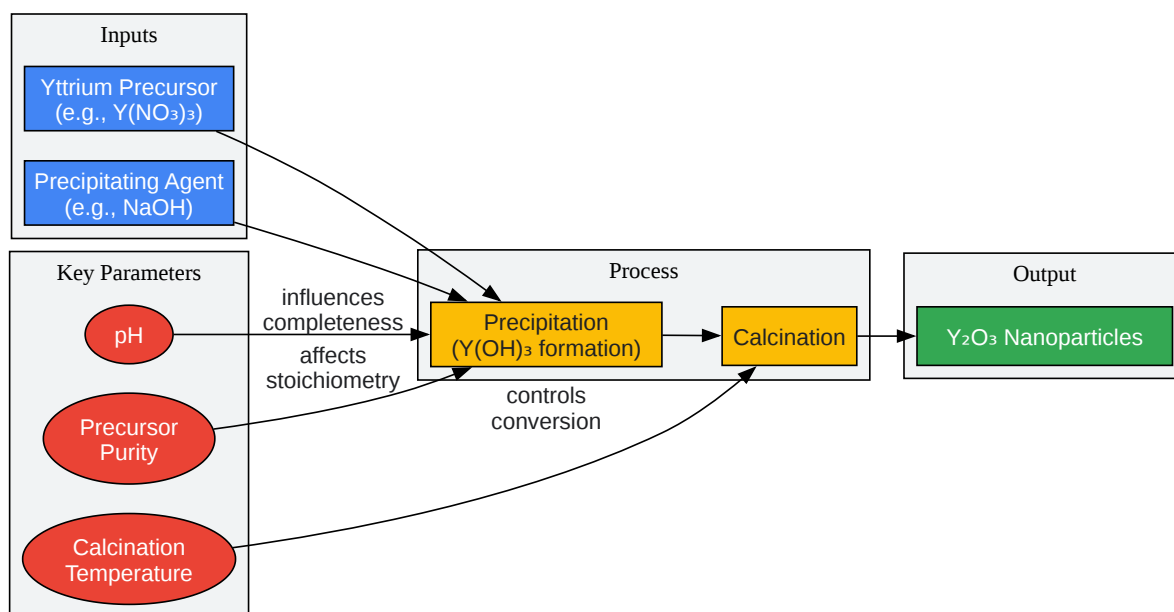 Inputs
Yttrium Precursor
(e.g., Y(NO₃)₃)
Precipitating Agent
(e.g., NaOH)
Key Parameters
pH
Precursor
Purity
Calcination
Temperature
influences
completeness
affects
stoichiometry
controls
conversion
Process
Precipitation
(Y(OH)₃ formation)
Calcination
Output
Y₂O₃ Nanoparticles